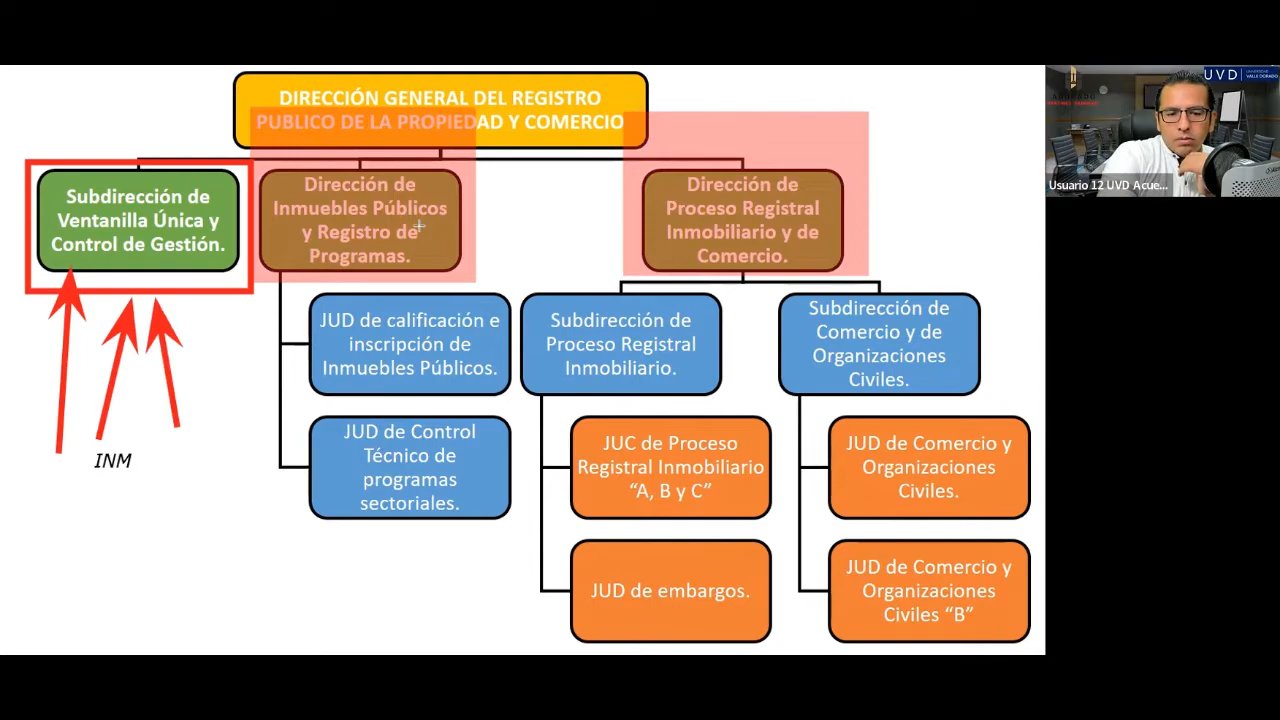 DIRECCIÓN GENERAL DEL REGISTRO
PUBLICO DE LA PROPIEDAD Y COMERCIO
Subdirección de
Ventanilla Única y
Control de Gestión.
Dirección de
Inmuebles Públicos
y Registro de
Programas.
Dirección de
Proceso Registral
Inmobiliario y de
Comercio.
JUD de calificación e
inscripción de
Inmuebles Públicos.
Subdirección de
Proceso Registral
Inmobiliario.
Subdirección de
Comercio y de
Organizaciones
Civiles.
JUD de Control
Técnico de
programas
sectoriales.
JUC de Proceso
Registral Inmobiliario
“A, B y C”
JUD de Comercio y
Organizaciones
Civiles.
INM
JUD de embargos.
JUD de Comercio y
Organizaciones
Civiles “B”
UVD
UNIVERSIDAD
VALLE DORADO
Usuario 12 UVD Acue...